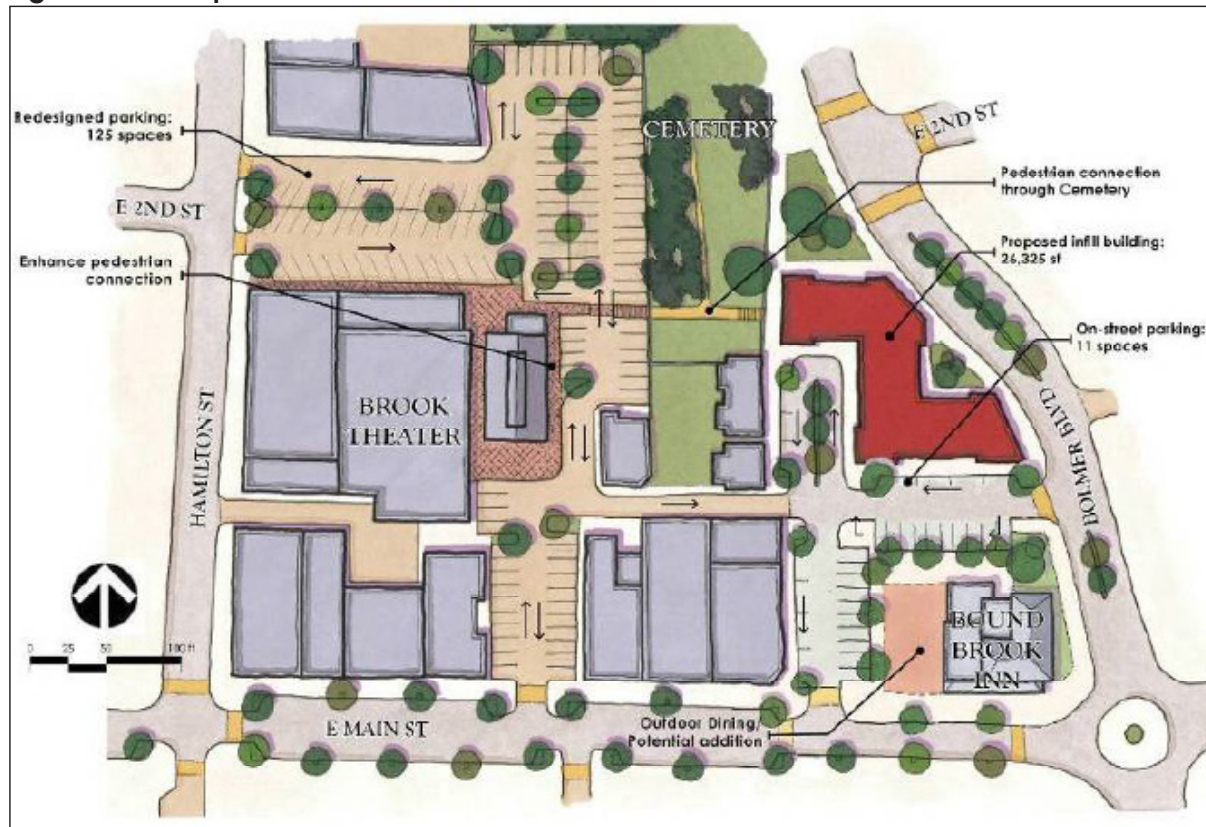 Redesigned parking:
125 spaces
E 2ND ST
Enhance pedestrian
connection
HAMILTON ST
BROOK
THEATER
CEMETERY
E 2ND ST
Pedestrian connection
through Cemetery
Proposed infill building:
26,325 sf
On-street parking:
11 spaces
BOLMER BLVD
BOUND
BROOK
INN
Outdoor Dining/
Potential addition
E MAIN ST
0 25 50 100 ft